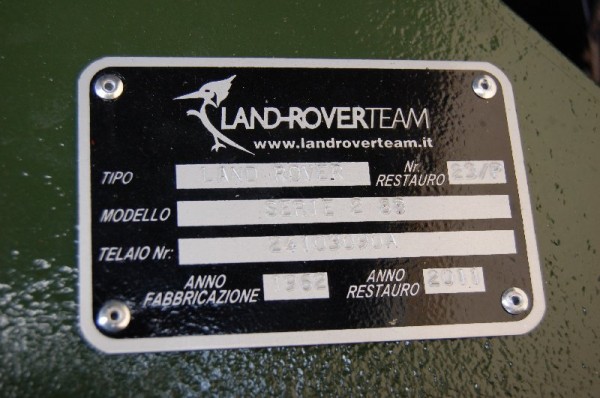 LAND-ROVERTEAM
www.landroverteam.it
TIPO LAND-ROVER Nr. RESTAURO
MODELLO SERIE 2 88
TELAIO Nr:
ANNO FABBRICAZIONE 1962 ANNO RESTAURO 2011